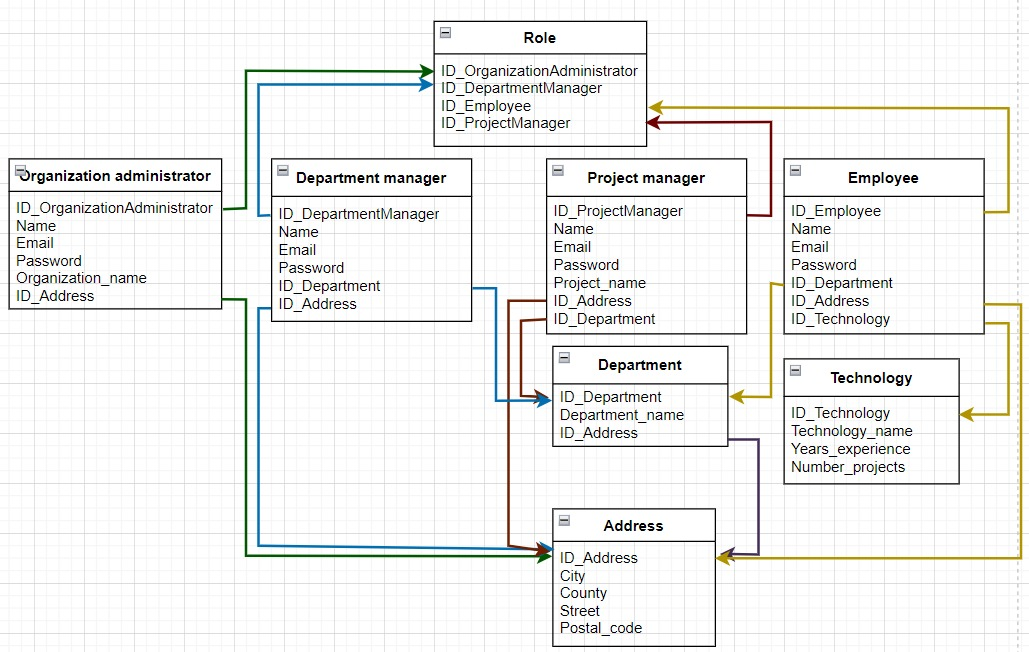 Role
ID_OrganizationAdministrator
ID_DepartmentManager
ID_Employee
ID_ProjectManager
Organization administrator
ID_OrganizationAdministrator
Name
Email
Password
Organization_name
ID_Address
Department manager
ID_DepartmentManager
Name
Email
Password
ID_Department
ID_Address
Project manager
ID_ProjectManager
Name
Email
Password
Project_name
ID_Address
ID_Department
Employee
ID_Employee
Name
Email
Password
ID_Department
ID_Address
ID_Technology
Department
ID_Department
Department_name
ID_Address
Technology
ID_Technology
Technology_name
Years_experience
Number_projects
Address
ID_Address
City
County
Street
Postal_code